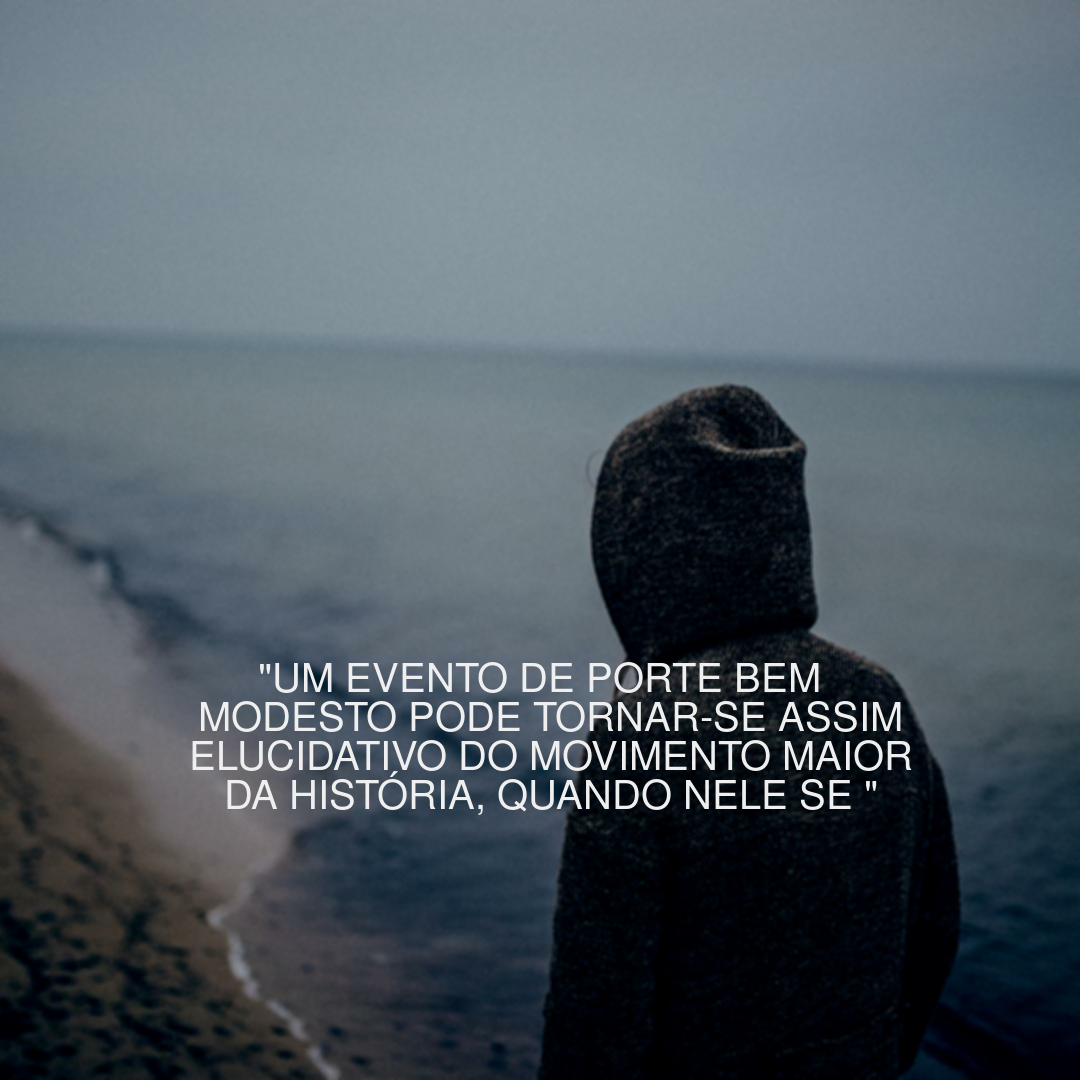 "UM EVENTO DE PORTE BEM
MODESTO PODE TORNAR-SE ASSIM
ELUCIDATIVO DO MOVIMENTO MAIOR
DA HISTÓRIA, QUANDO NELE SE "